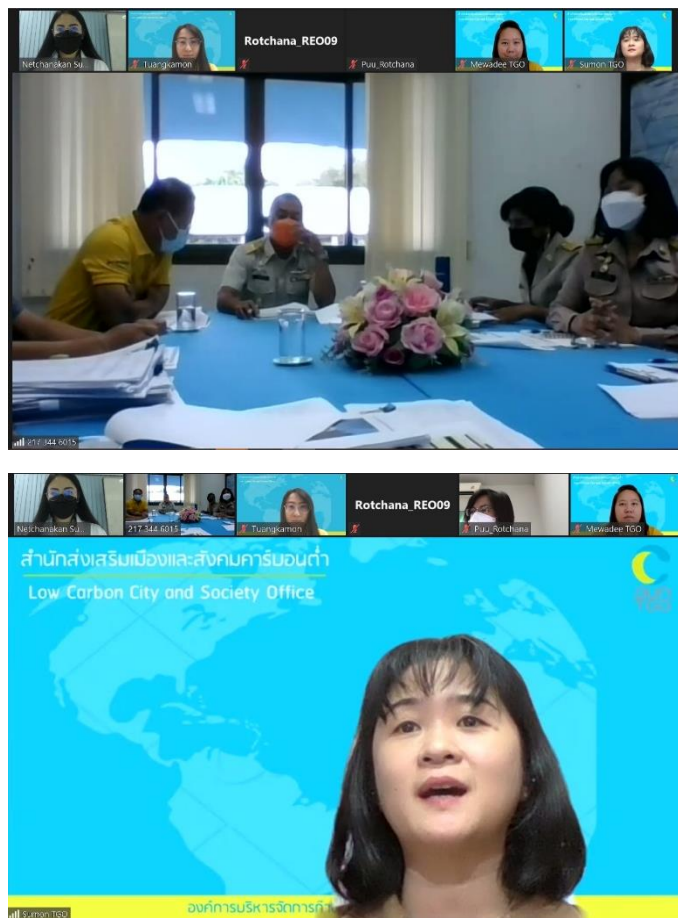 Netchanakan Su...
Tuangkamon
Rotchana_REO09
Puu_Rotchana
Mewadee TGO
Sumon TGO
217.344.6015
Netchanakan Su...
217.344.6015
Tuangkamon
Rotchana_REO09
Puu_Rotchana
Mewadee TGO
สำนักส่งเสริมเมืองและสังคมคาร์บอนต่ำ
Low Carbon City and Society Office
องค์การบริหารจัดการก๊
Sumon TGO